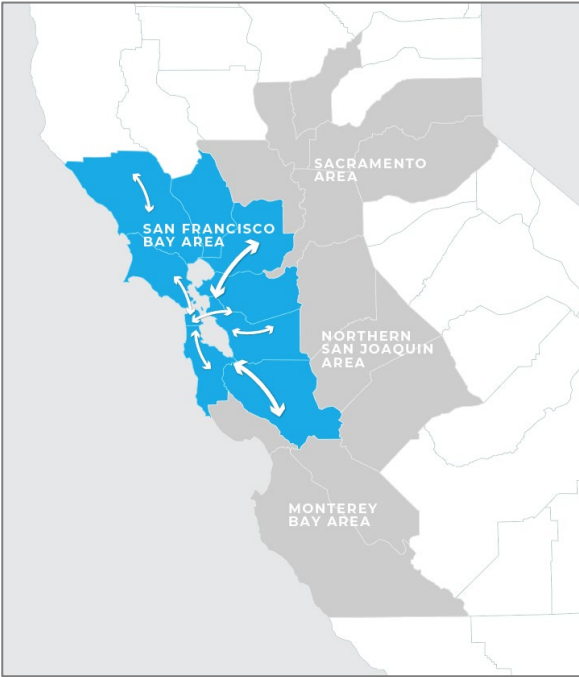 SACRAMENTO
AREA
SAN FRANCISCO
BAY AREA
NORTHERN
SAN JOAQUIN
AREA
MONTEREY
BAY AREA